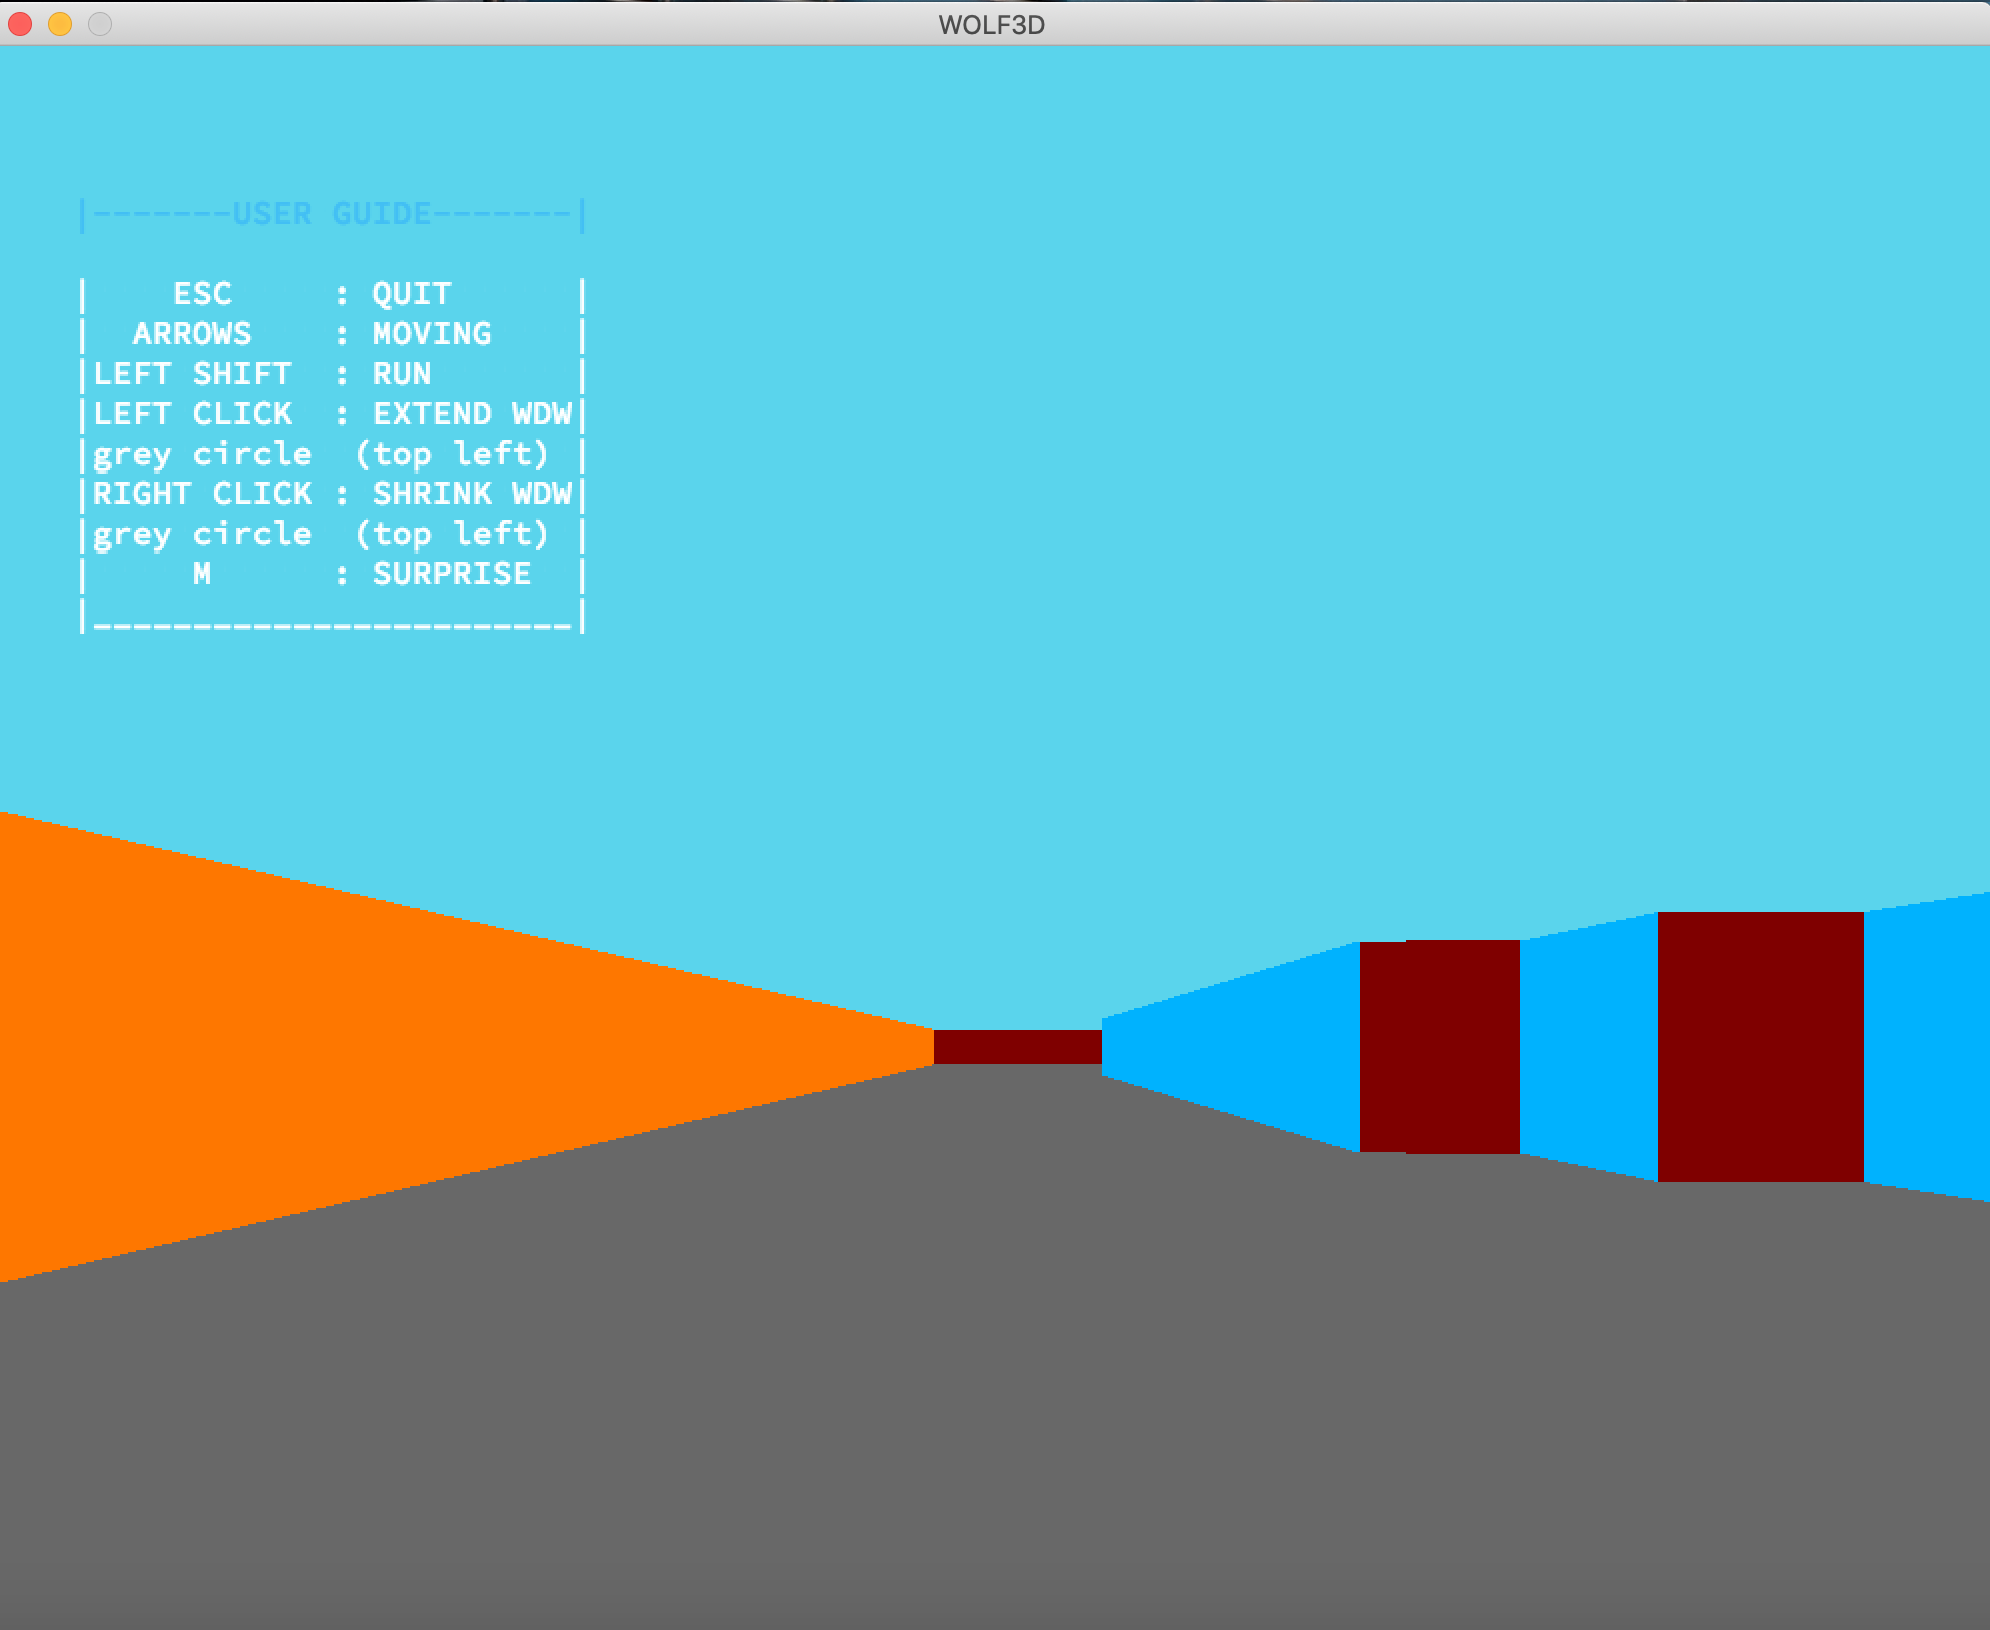 WOLF3D
|-------USER GUIDE-------|
|    ESC     : QUIT      |
|  ARROWS    : MOVING    |
|LEFT SHIFT  : RUN       |
|LEFT CLICK  : EXTEND WDW|
|grey circle  (top left) |
|RIGHT CLICK : SHRINK WDW|
|grey circle  (top left) |
|     M      : SURPRISE  |
|________________________|